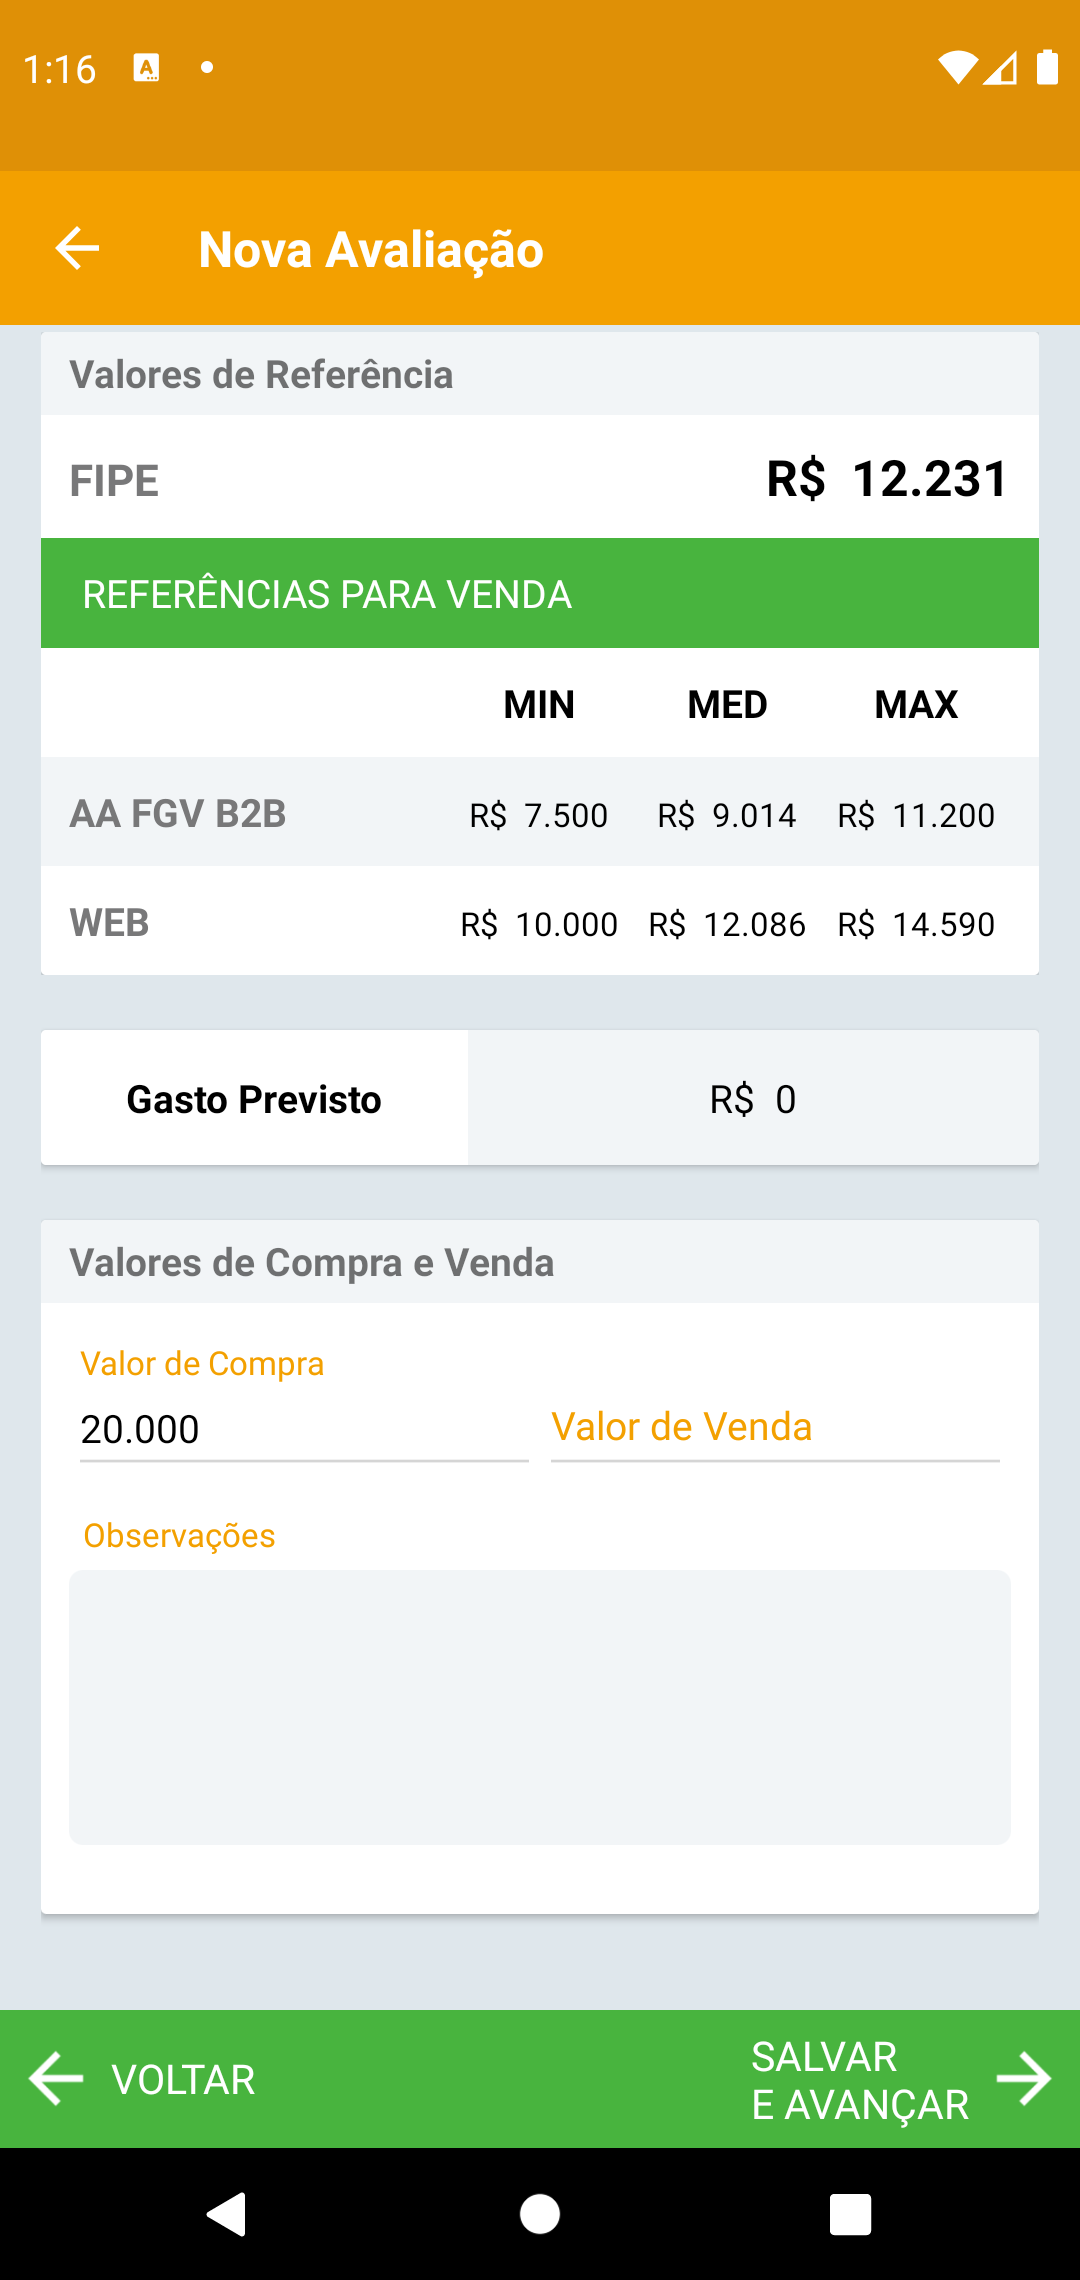 1:16
Nova Avaliação
Valores de Referência
FIPE R$ 12.231
REFERÊNCIAS PARA VENDA
MIN MED MAX
AA FGV B2B R$ 7.500 R$ 9.014 R$ 11.200
WEB R$ 10.000 R$ 12.086 R$ 14.590
Gasto Previsto R$ 0
Valores de Compra e Venda
Valor de Compra
20.000 Valor de Venda
Observações
VOLTAR
SALVAR
E AVANÇAR